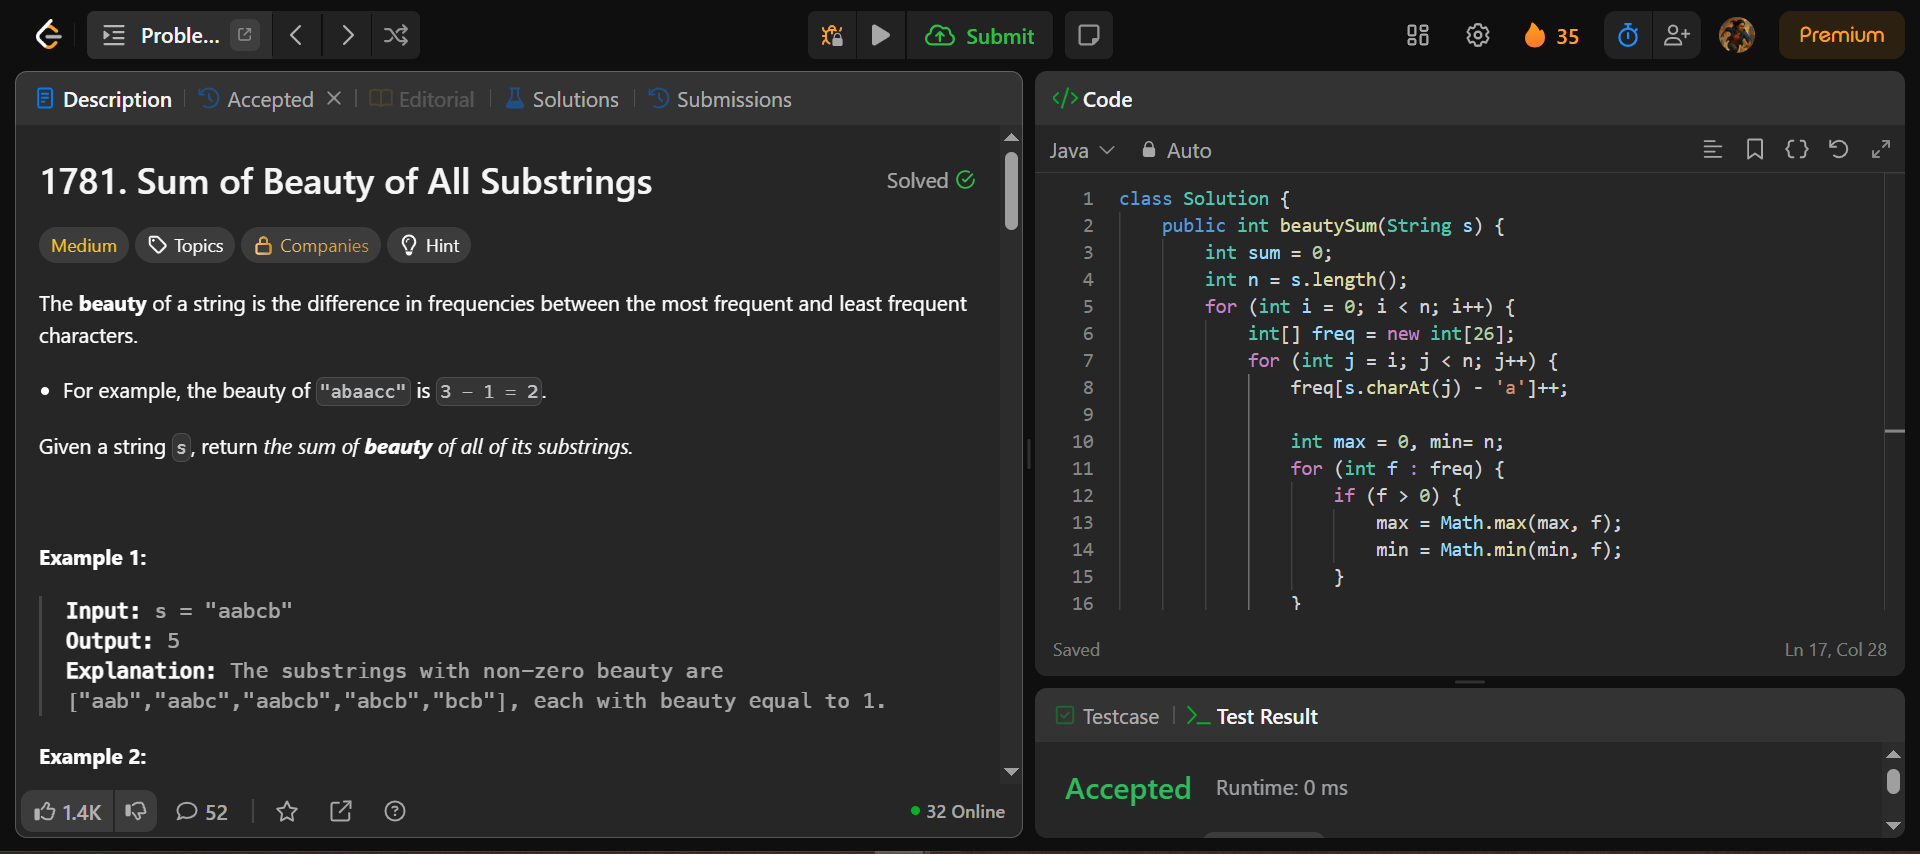 Proble...
Submit
35
Premium
Description
Accepted
Editorial
Solutions
Submissions
1781. Sum of Beauty of All Substrings
Solved
Medium
Topics
Companies
Hint
The beauty of a string is the difference in frequencies between the most frequent and least frequent
characters.
• For example, the beauty of "abaacc" is 3 - 1 = 2.
Given a string s, return the sum of beauty of all of its substrings.
Example 1:
Input: s = "aabcb"
Output: 5
Explanation: The substrings with non-zero beauty are
["aab","aabc","aabcb","abcb","bcb"], each with beauty equal to 1.
Example 2:
1.4K
52
32 Online
</> Code
Java
Auto
1 class Solution {
2 public int beautySum(String s) {
3 int sum = 0;
4 int n = s.length();
5 for (int i = 0; i < n; i++) {
6 int[] freq = new int[26];
7 for (int j = i; j < n; j++) {
8 freq[s.charAt(j) - 'a']++;
9
10 int max = 0, min= n;
11 for (int f : freq) {
12 if (f > 0) {
13 max = Math.max(max, f);
14 min = Math.min(min, f);
15 }
16 }
Saved
Ln 17, Col 28
Testcase
Test Result
Accepted
Runtime: 0 ms